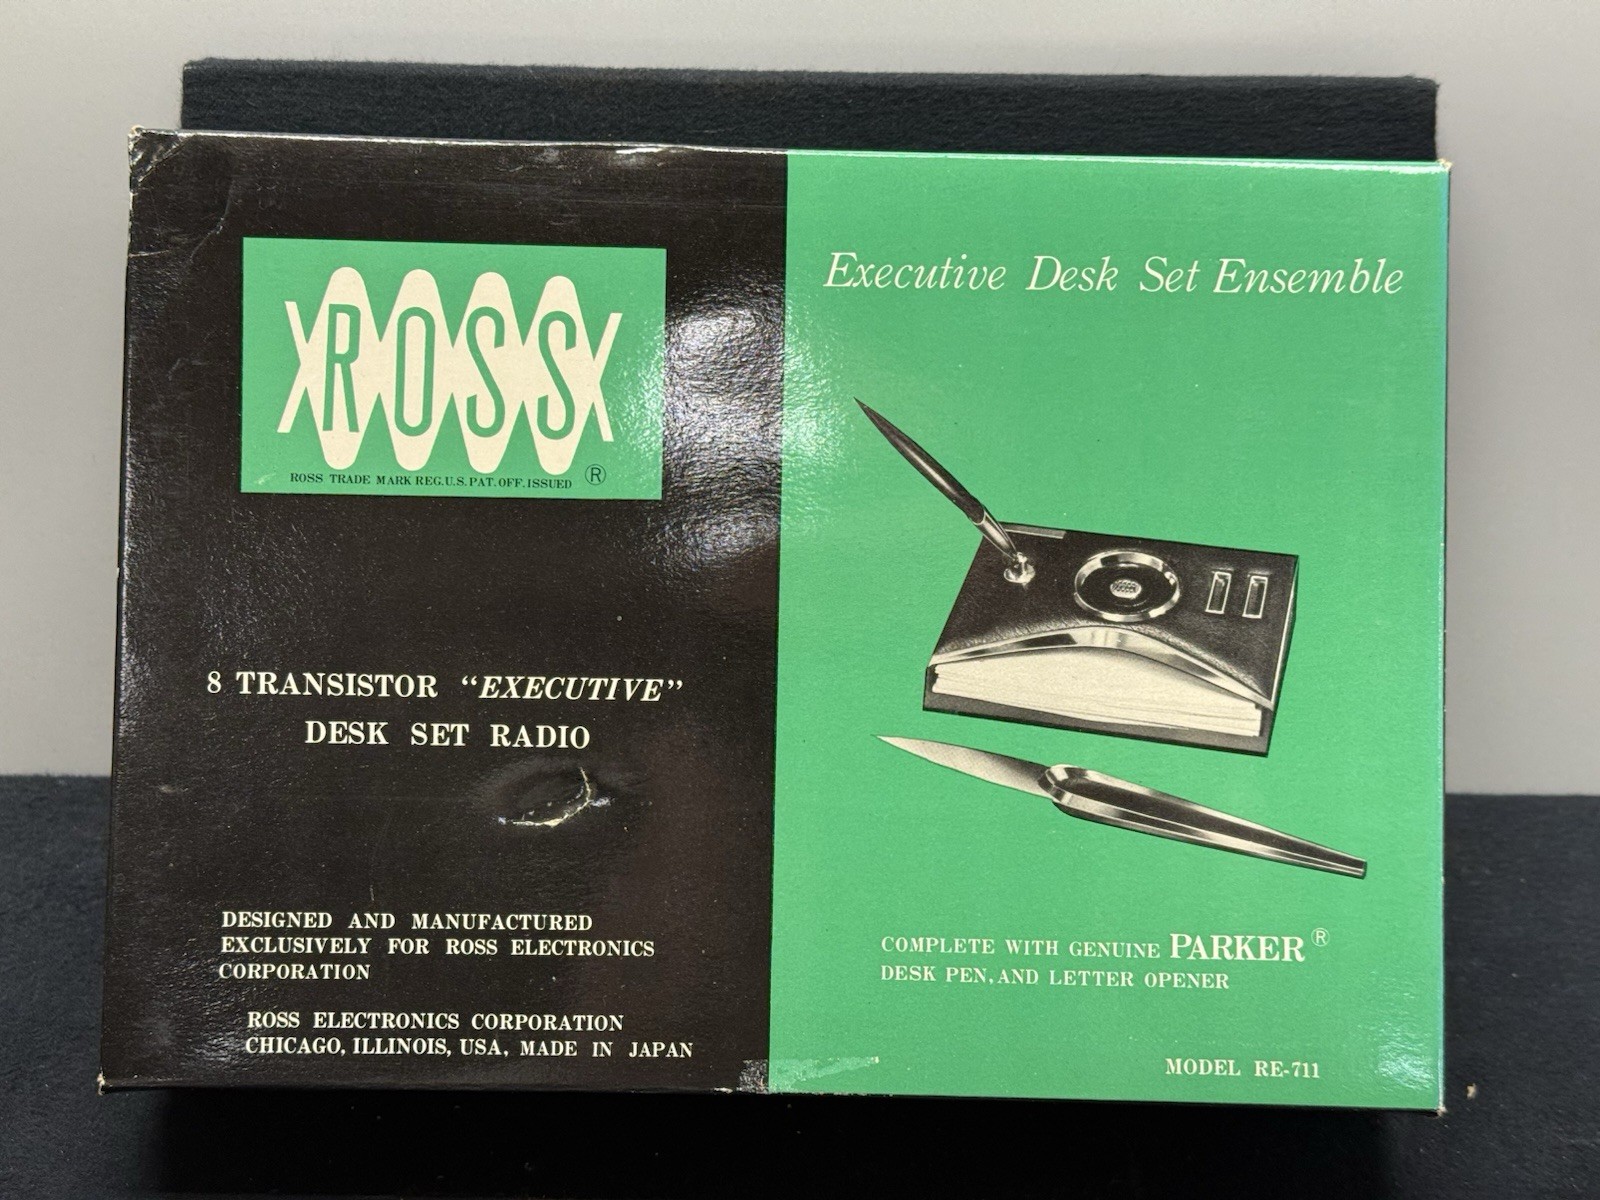 ROSS
ROSS TRADE MARK REG.U.S.PAT.OFF.ISSUED ®
8 TRANSISTOR “EXECUTIVE”
DESK SET RADIO
DESIGNED AND MANUFACTURED
EXCLUSIVELY FOR ROSS ELECTRONICS
CORPORATION
ROSS ELECTRONICS CORPORATION
CHICAGO, ILLINOIS, USA, MADE IN JAPAN
Executive Desk Set Ensemble
COMPLETE WITH GENUINE PARKER®
DESK PEN, AND LETTER OPENER
MODEL RE-711